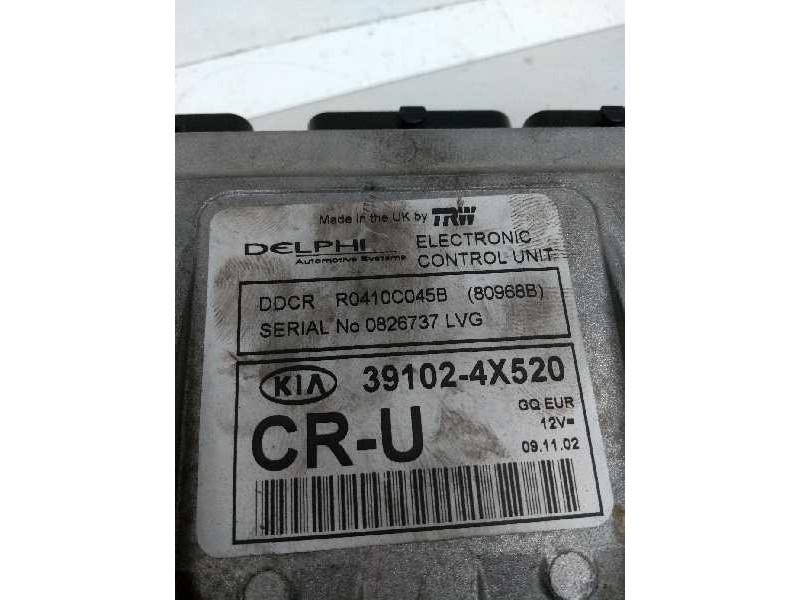 Made in the UK by TRW
DELPHI
Automotive Systems
ELECTRONIC
CONTROL UNIT
DDCR R0410C045B (80968B)
SERIAL No 0826737 LVG
KIA 39102-4X520
CR-U
GQ EUR
12V=
09.11.02